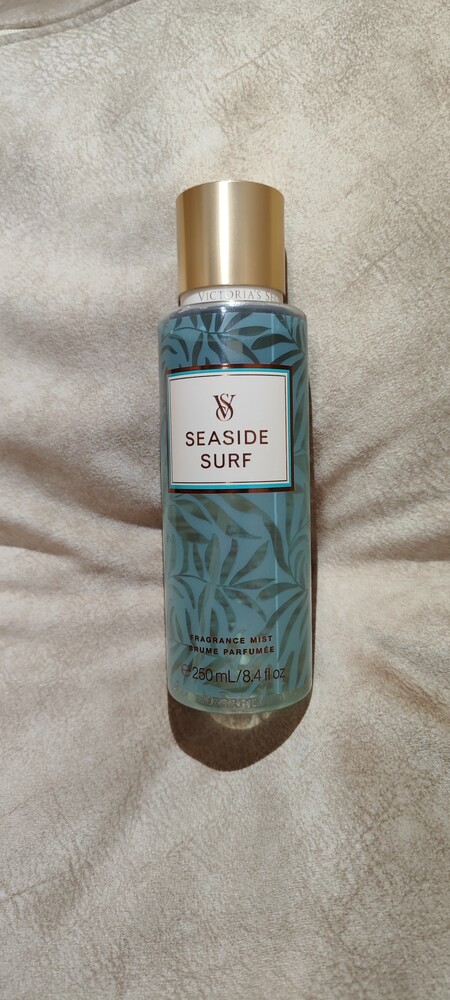 VICTORIA'S SE
VS
SEASIDE
SURF
FRAGRANCE MIST
BRUME PARFUMÉE
℮250 mL/8,4 fl oz